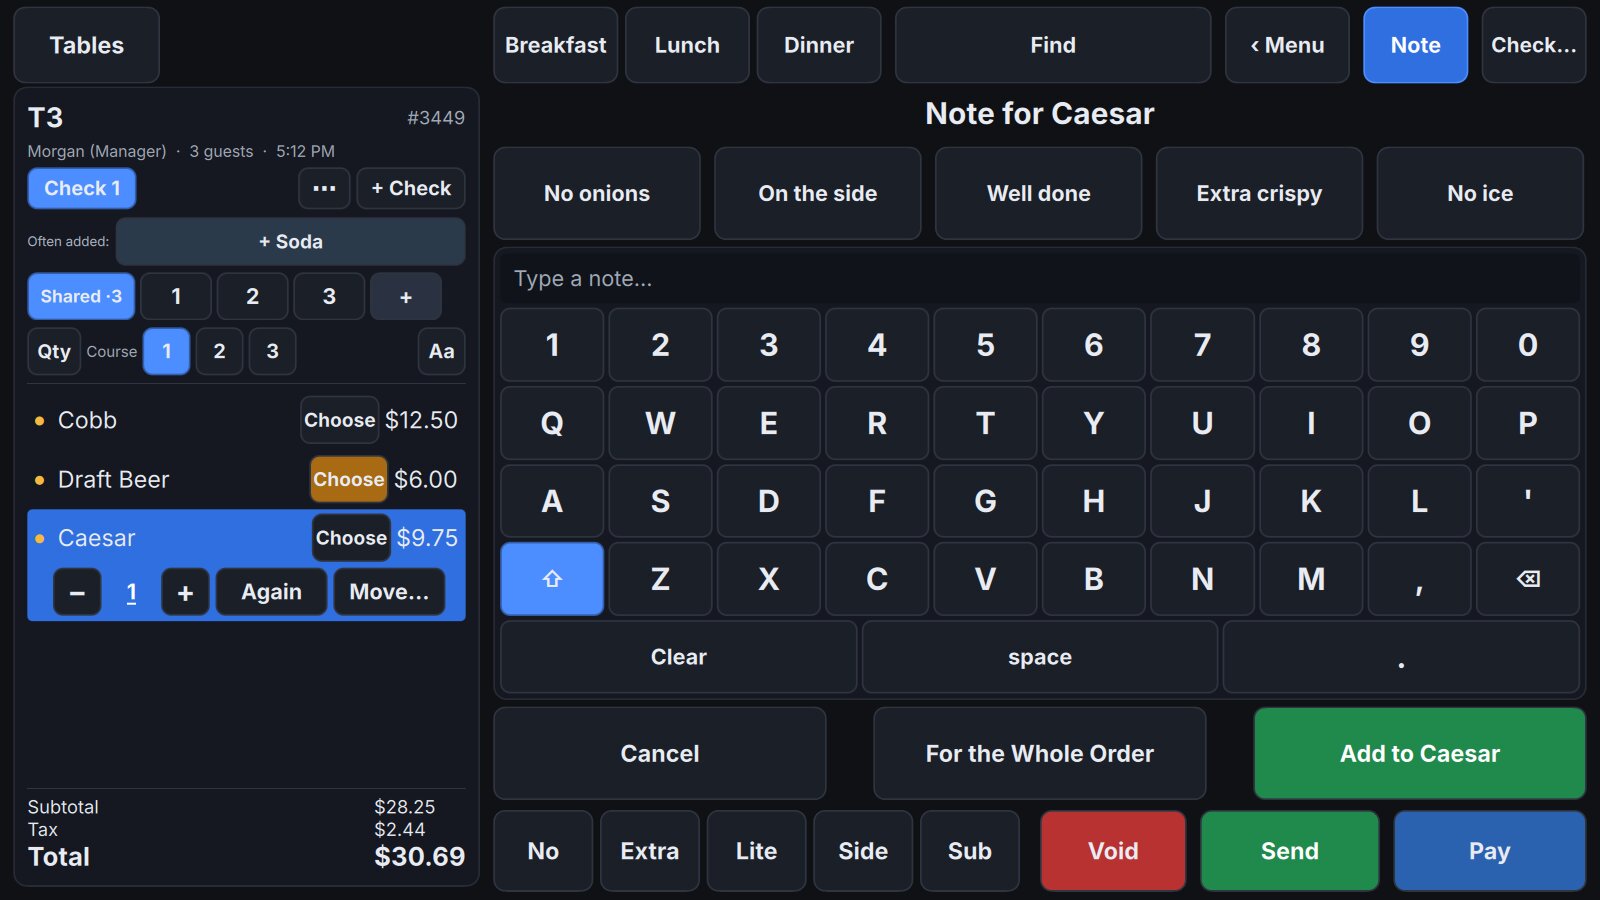 Tables
Breakfast Lunch Dinner Find ‹ Menu Note Check...
T3 #3449
Morgan (Manager) · 3 guests · 5:12 PM
Check 1 ··· + Check
Often added: + Soda
Shared ·3 1 2 3 +
Qty Course 1 2 3 Aa
Cobb Choose $12.50
Draft Beer Choose $6.00
Caesar Choose $9.75
− 1 + Again Move...
Subtotal $28.25
Tax $2.44
Total $30.69
Note for Caesar
No onions On the side Well done Extra crispy No ice
Type a note...
1 2 3 4 5 6 7 8 9 0
Q W E R T Y U I O P
A S D F G H J K L '
⇧ Z X C V B N M , ⌫
Clear space .
Cancel For the Whole Order Add to Caesar
No Extra Lite Side Sub Void Send Pay